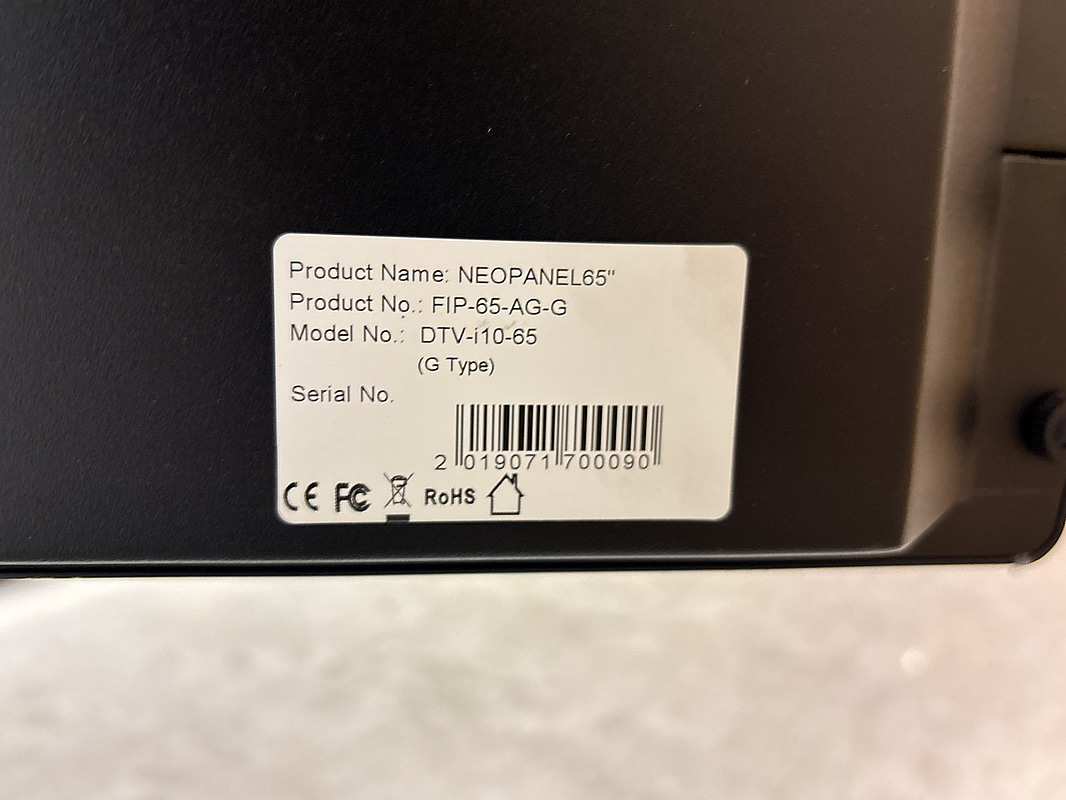 Product Name: NEOPANEL65"
Product No.: FIP-65-AG-G
Model No.: DTV-i10-65
(G Type)
Serial No.
2 019071 700090
CE FC RoHS